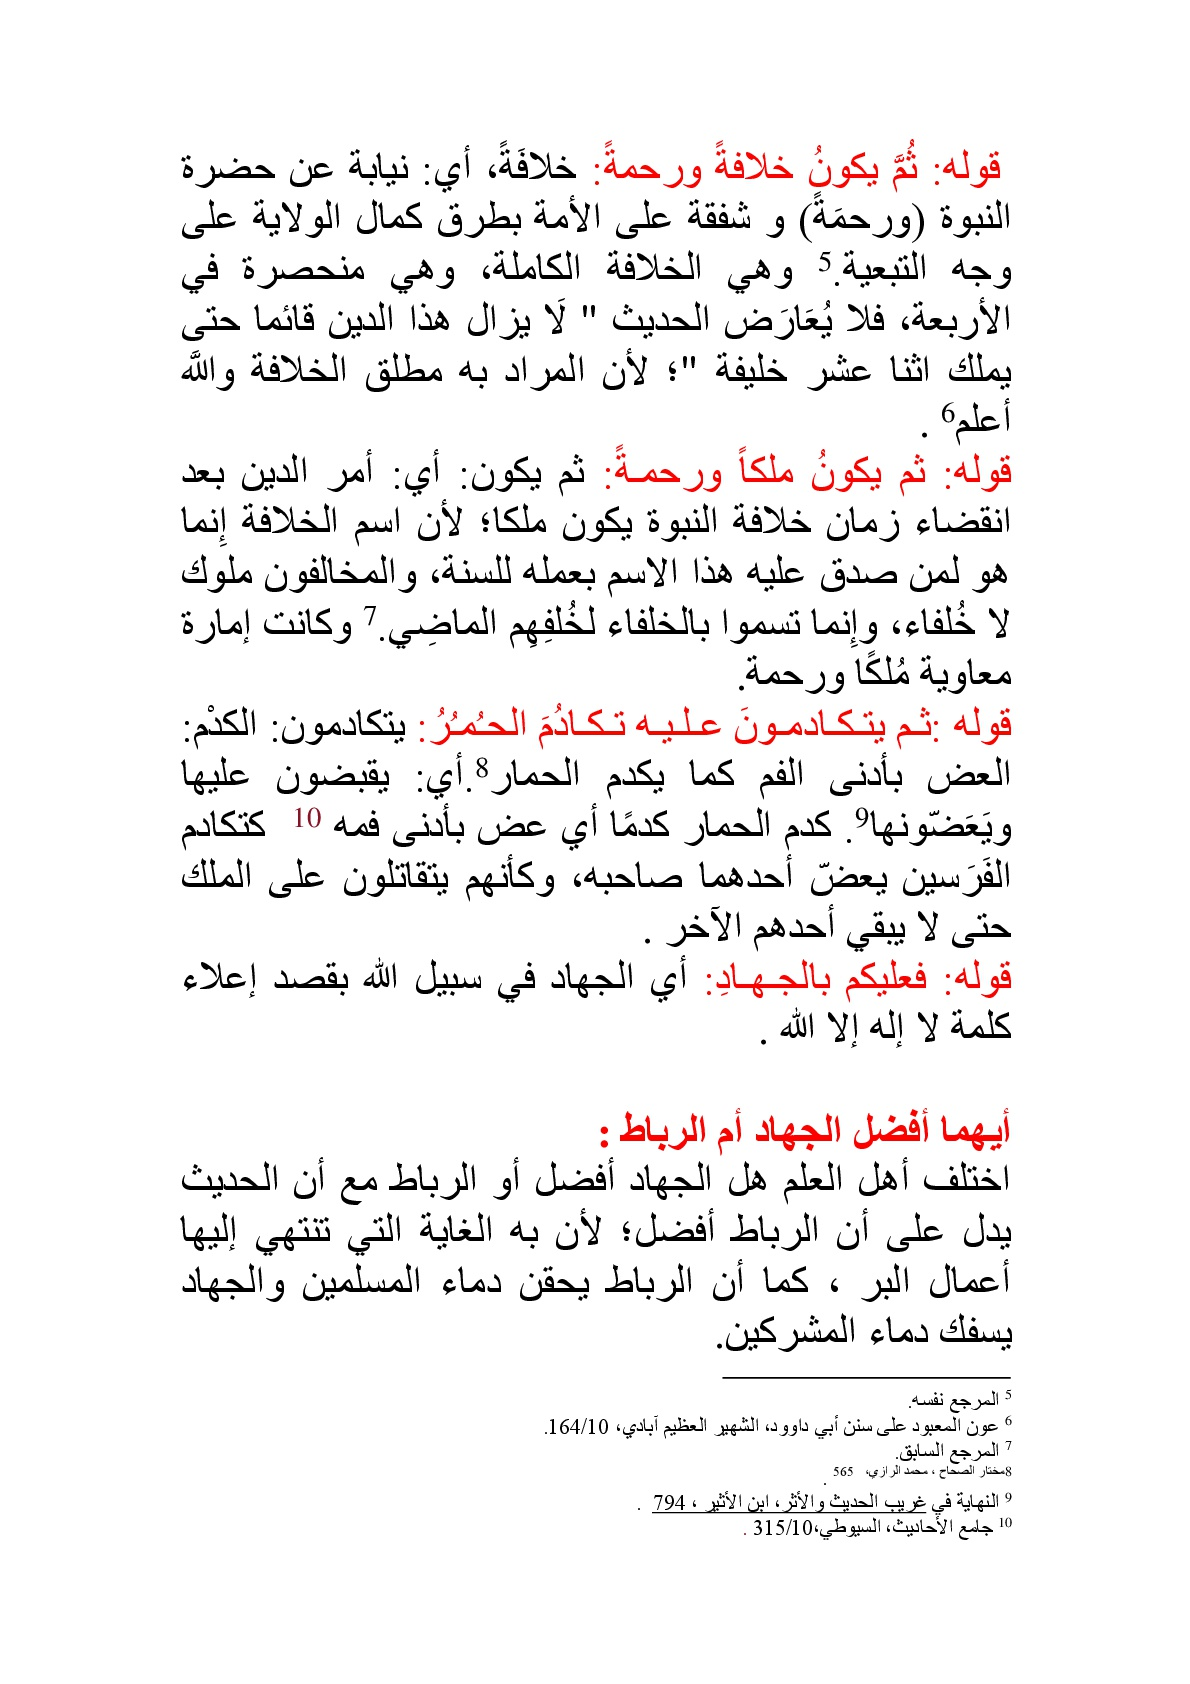 قوله: ثُمَّ يكونُ خلافةً ورحمةً: خلافَةً، أي: نيابة عن حضرة
النبوة (ورحمَةً) و شفقة على الأمة بطرق كمال الولاية على
وجه التبعية.5 وهي الخلافة الكاملة، وهي منحصرة في
الأربعة، فلا يُعَارَض الحديث " لَا يزال هذا الدين قائما حتى
يملك اثنا عشر خليفة "؛ لأن المراد به مطلق الخلافة واللَّه
أعلم6 .
قوله: ثم يكونُ ملكاً ورحمـةً: ثم يكون: أي: أمر الدين بعد
انقضاء زمان خلافة النبوة يكون ملكا؛ لأن اسم الخلافة إِنما
هو لمن صدق عليه هذا الاسم بعمله للسنة، والمخالفون ملوك
لا خُلفاء، وإِنما تسموا بالخلفاء لخُلفِهِم الماضِي.7 وكانت إمارة
معاوية مُلكًا ورحمة.
قوله :ثـم يتـكـادمـونَ عـلـيـه تـكـادُمَ الحـُمـُرُ: يتكادمون: الكدْم:
العض بأدنى الفم كما يكدم الحمار8.أي: يقبضون عليها
ويَعَضّونها9. كدم الحمار كدمًا أي عض بأدنى فمه 10 كتكادم
الفَرَسين يعضّ أحدهما صاحبه، وكأنهم يتقاتلون على الملك
حتى لا يبقي أحدهم الآخر .
قوله: فعليكم بالجـهـادِ: أي الجهاد في سبيل الله بقصد إعلاء
كلمة لا إله إلا الله .
أيهما أفضل الجهاد أم الرباط :
اختلف أهل العلم هل الجهاد أفضل أو الرباط مع أن الحديث
يدل على أن الرباط أفضل؛ لأن به الغاية التي تنتهي إليها
أعمال البر ، كما أن الرباط يحقن دماء المسلمين والجهاد
يسفك دماء المشركين.
5 المرجع نفسه.
6 عون المعبود على سنن أبي داوود، الشهير العظيم آبادي، 164/10.
7 المرجع السابق.
8مختار الصحاح ، محمد الرازي، 565 .
9 النهاية في غريب الحديث والأثر، ابن الأثير ، 794 .
10 جامع الأحاديث، السيوطي،315/10 .